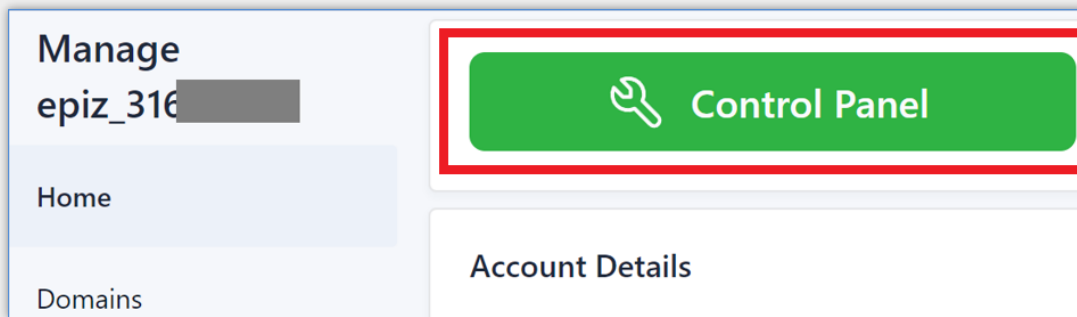 Manage
epiz_316
Home
Domains
Control Panel
Account Details